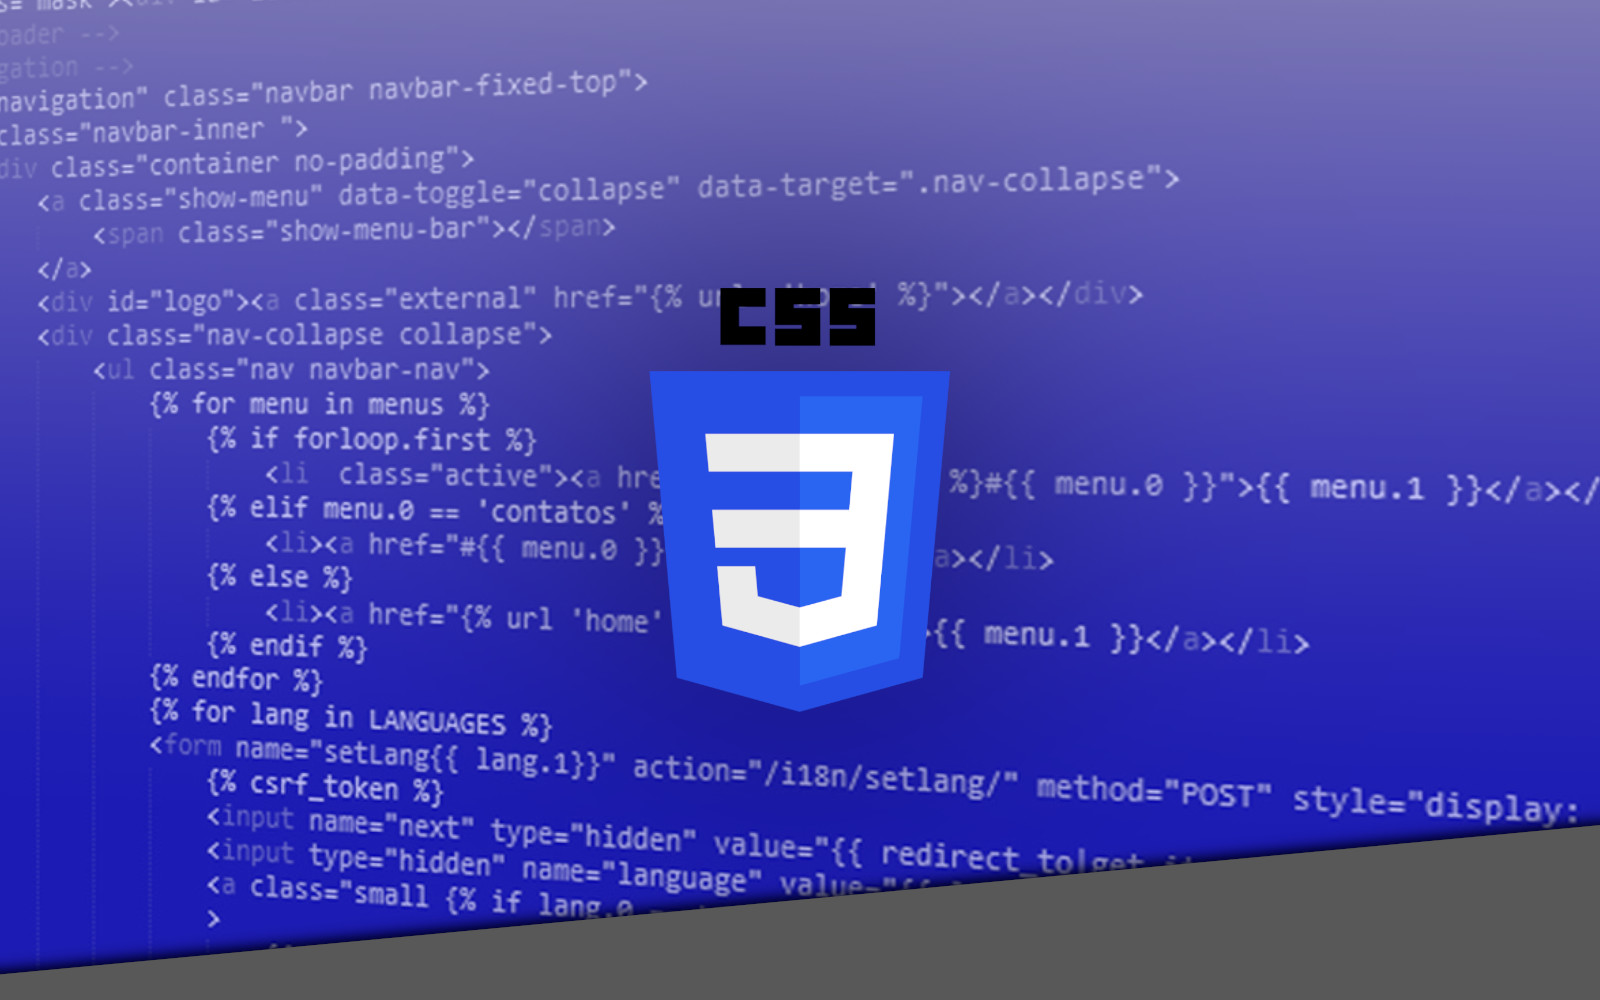 navigation" class="navbar navbar-fixed-top">
class="navbar-inner ">
div class="container no-padding">
<a class="show-menu" data-toggle="collapse" data-target=".nav-collapse">
<span class="show-menu-bar"></span>
</a>
<div id="logo"><a class="external" href="{% %}"></a></div>
CSS
<div class="nav-collapse collapse">
<ul class="nav navbar-nav">
{% for menu in menus %}
{% if forloop.first %}
<li class="active"><a %}#{{ menu.0 }}">{{ menu.1 }}</a></
{% elif menu.0 == 'contatos'
<li><a href="#{{ menu.0 }} a></li>
{% else %}
<li><a href="{% url 'home' >{{ menu.1 }}</a></li>
{% endif %}
{% endfor %}
{% for lang in LANGUAGES %}
<form name="setLang{{ lang.1}}" action="/i18n/setlang/" method="POST" style="display:
{% csrf_token %}
<input name="next" type="hidden" value="{{
<input type="hidden" name="language"
<a class="small {% if
>
3